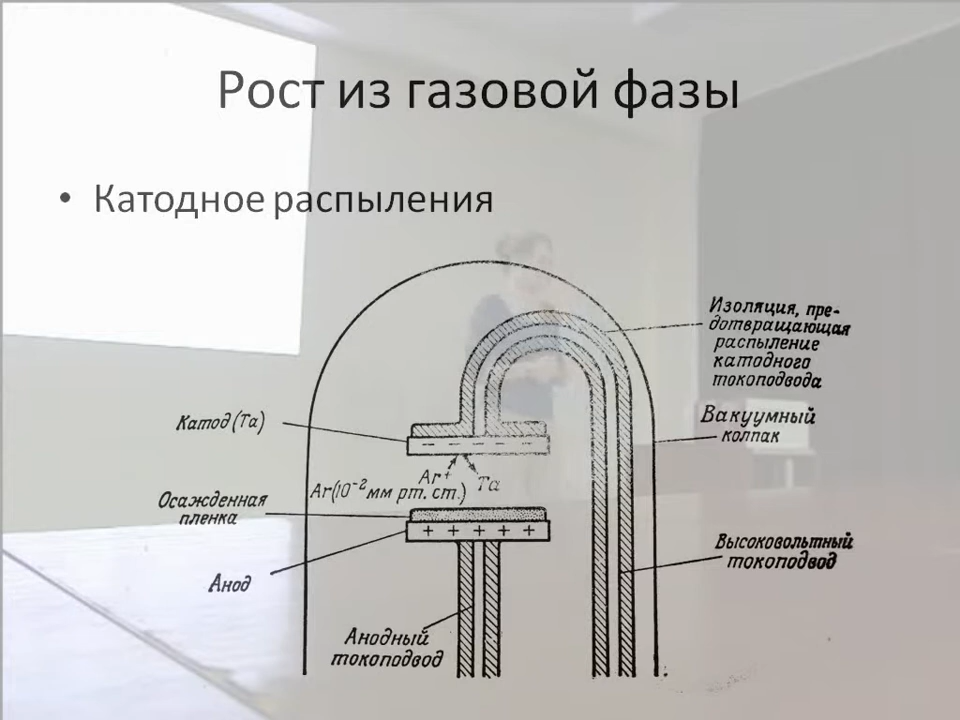 Рост из газовой фазы
• Катодное распыления
Изоляция, пре-
дотвращающая
распыление
катодного
токоподвода
Катод (Ta)
Вакуумный
колпак
Ar⁺
Ta
Ar(10⁻² мм рт. ст.)
Осажденная
пленка
+ + + + +
Высоковольтный
токоподвод
Анод
Анодный
токоподвод